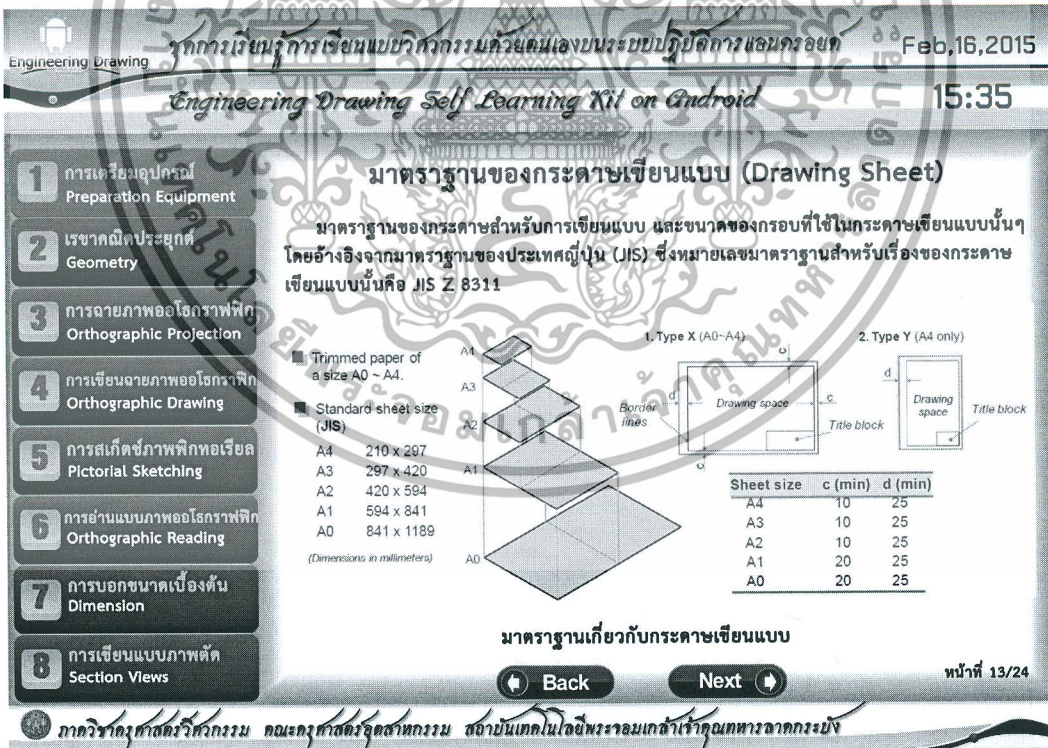 Engineering Drawing
ชุดการเรียนรู้การเขียนแบบวิศวกรรมด้วยตนเองบนระบบปฏิบัติการแอนดรอยด์
Feb,16,2015
Engineering Drawing Self Learning Kit on Android
15:35
1 การเตรียมอุปกรณ์
Preparation Equipment
2 เรขาคณิตประยุกต์
Geometry
3 การฉายภาพออโธกราฟฟิก
Orthographic Projection
4 การเขียนฉายภาพออโธกราฟิก
Orthographic Drawing
5 การสเก็ตช์ภาพพิกทอเรียล
Pictorial Sketching
6 การอ่านแบบภาพออโธกราฟฟิก
Orthographic Reading
7 การบอกขนาดเบื้องต้น
Dimension
8 การเขียนแบบภาพตัด
Section Views
มาตราฐานของกระดาษเขียนแบบ (Drawing Sheet)
มาตราฐานของกระดาษสำหรับการเขียนแบบ และขนาดของกรอบที่ใช้ในกระดาษเขียนแบบนั้นๆ
โดยอ้างอิงจากมาตราฐานของประเทศญี่ปุ่น (JIS) ซึ่งหมายเลขมาตราฐานสำหรับเรื่องของกระดาษ
เขียนแบบนั้นคือ JIS Z 8311
Trimmed paper of
a size A0 ~ A4.
Standard sheet size
(JIS)
A4 210 x 297
A3 297 x 420
A2 420 x 594
A1 594 x 841
A0 841 x 1189
(Dimensions in millimeters)
A4
A3
A2
A1
A0
1. Type X (A0~A4)
c
d
Border
lines
Drawing space
c
Title block
c
2. Type Y (A4 only)
d
Drawing
space
Title block
Sheet size c (min) d (min)
A4 10 25
A3 10 25
A2 10 25
A1 20 25
A0 20 25
มาตราฐานเกี่ยวกับกระดาษเขียนแบบ
Back
Next
หน้าที่ 13/24
ภาควิชาครุศาสตร์วิศวกรรม คณะครุศาสตร์อุตสาหกรรม สถาบันเทคโนโลยีพระจอมเกล้าเจ้าคุณทหารลาดกระบัง